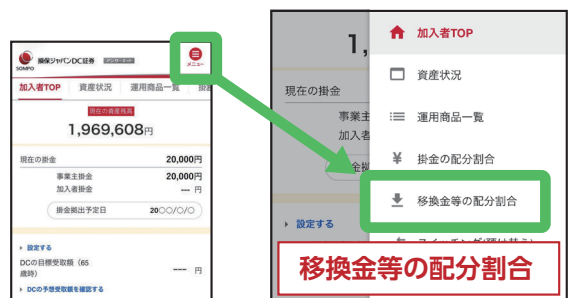 SOMPO
損保ジャパンDC証券
メニュー
加入者TOP 資産状況 運用商品一覧
現在の資産残高
1,969,608円
現在の掛金 20,000円
事業主掛金 20,000円
加入者掛金 --- 円
掛金拠出予定日 20〇〇/〇/〇
設定する
DCの目標受取額（65
歳時） --- 円
DCの予想受取額を確認する
1,
現在の掛金
事業主
加入者
設定する
加入者TOP
資産状況
運用商品一覧
掛金の配分割合
移換金等の配分割合
移換金等の配分割合